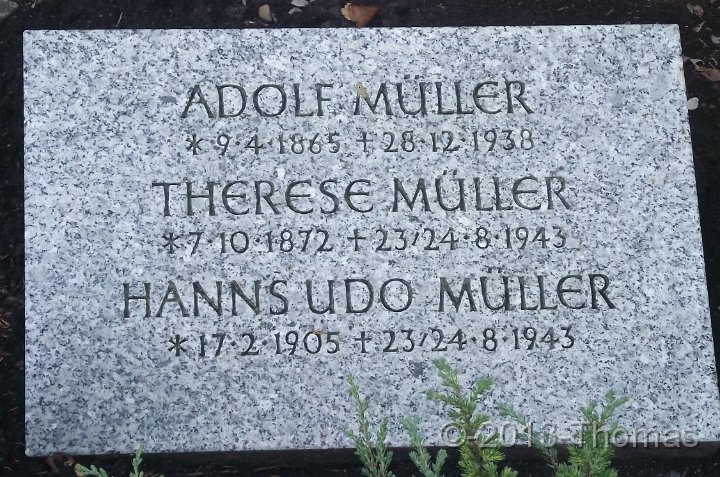 ADOLF MÜLLER
*9·4·1865 †28·12·1938
THERESE MÜLLER
*7·10·1872 †23/24·8·1943
HANNS UDO MÜLLER
*17·2 1905 †23/24·8·1943
© 2013 Thomas